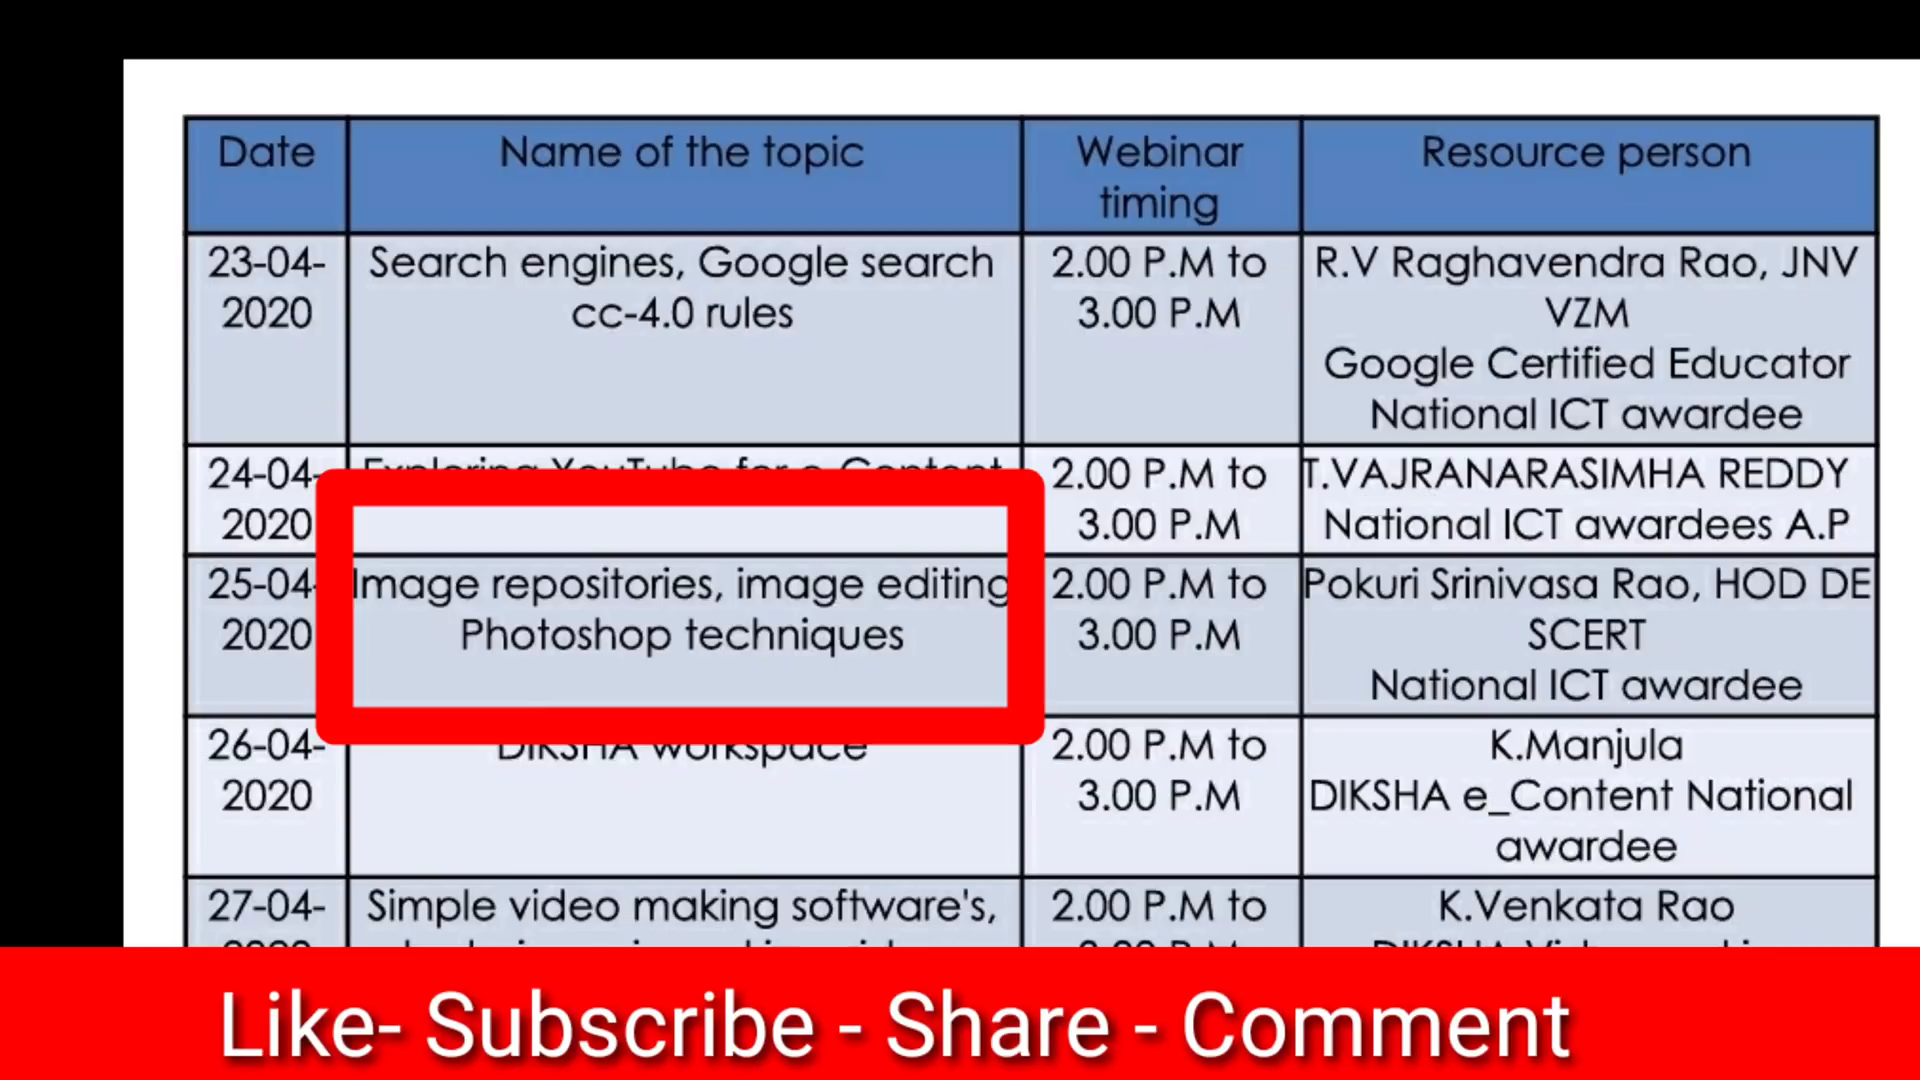 Date
Name of the topic
Webinar
timing
Resource person
23-04-
2020
Search engines, Google search
cc-4.0 rules
2.00 P.M to
3.00 P.M
R.V Raghavendra Rao, JNV
VZM
Google Certified Educator
National ICT awardee
24-04-
2020
Exploring YouTube for e-Content
2.00 P.M to
3.00 P.M
T.VAJRANARASIMHA REDDY
National ICT awardees A.P
25-04-
2020
Image repositories, image editing
Photoshop techniques
2.00 P.M to
3.00 P.M
Pokuri Srinivasa Rao, HOD DE
SCERT
National ICT awardee
26-04-
2020
DIKSHA workspace
2.00 P.M to
3.00 P.M
K.Manjula
DIKSHA e_Content National
awardee
27-04-
Simple video making software's,
2.00 P.M to
K.Venkata Rao
Like- Subscribe - Share - Comment